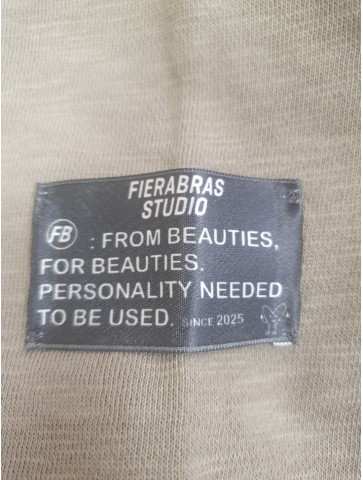 FIERABRAS
STUDIO
FB : FROM BEAUTIES,
FOR BEAUTIES.
PERSONALITY NEEDED
TO BE USED. SINCE 2025